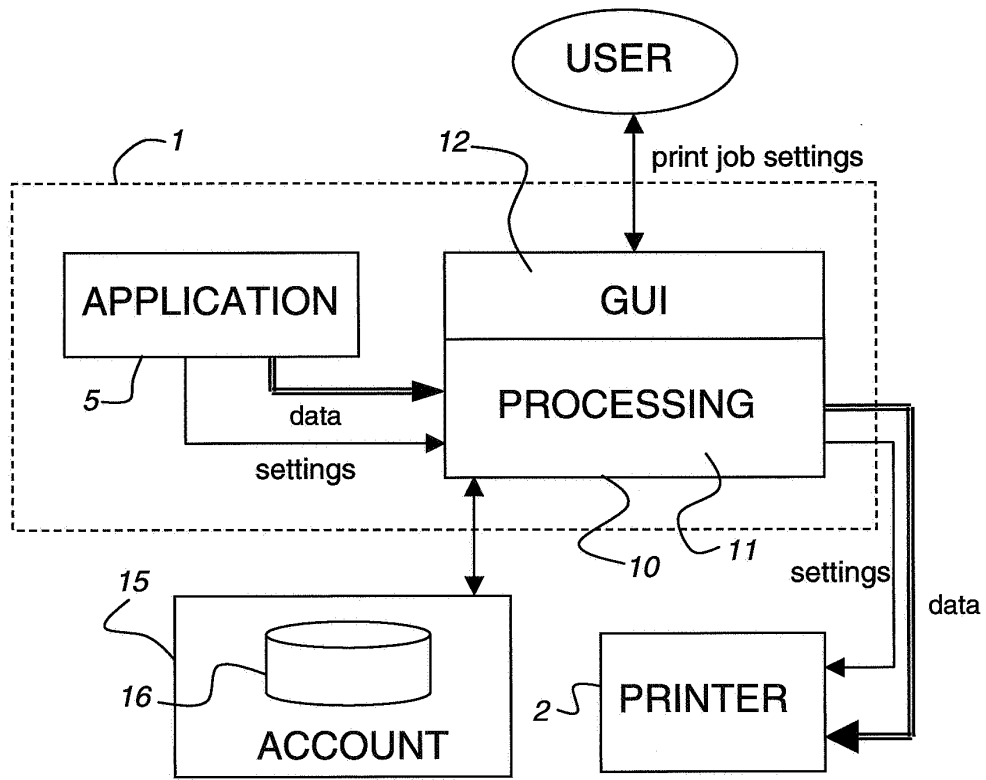 USER
1
12
print job settings
APPLICATION
GUI
5
data
PROCESSING
settings
15
10
11
settings
data
16
2
PRINTER
ACCOUNT